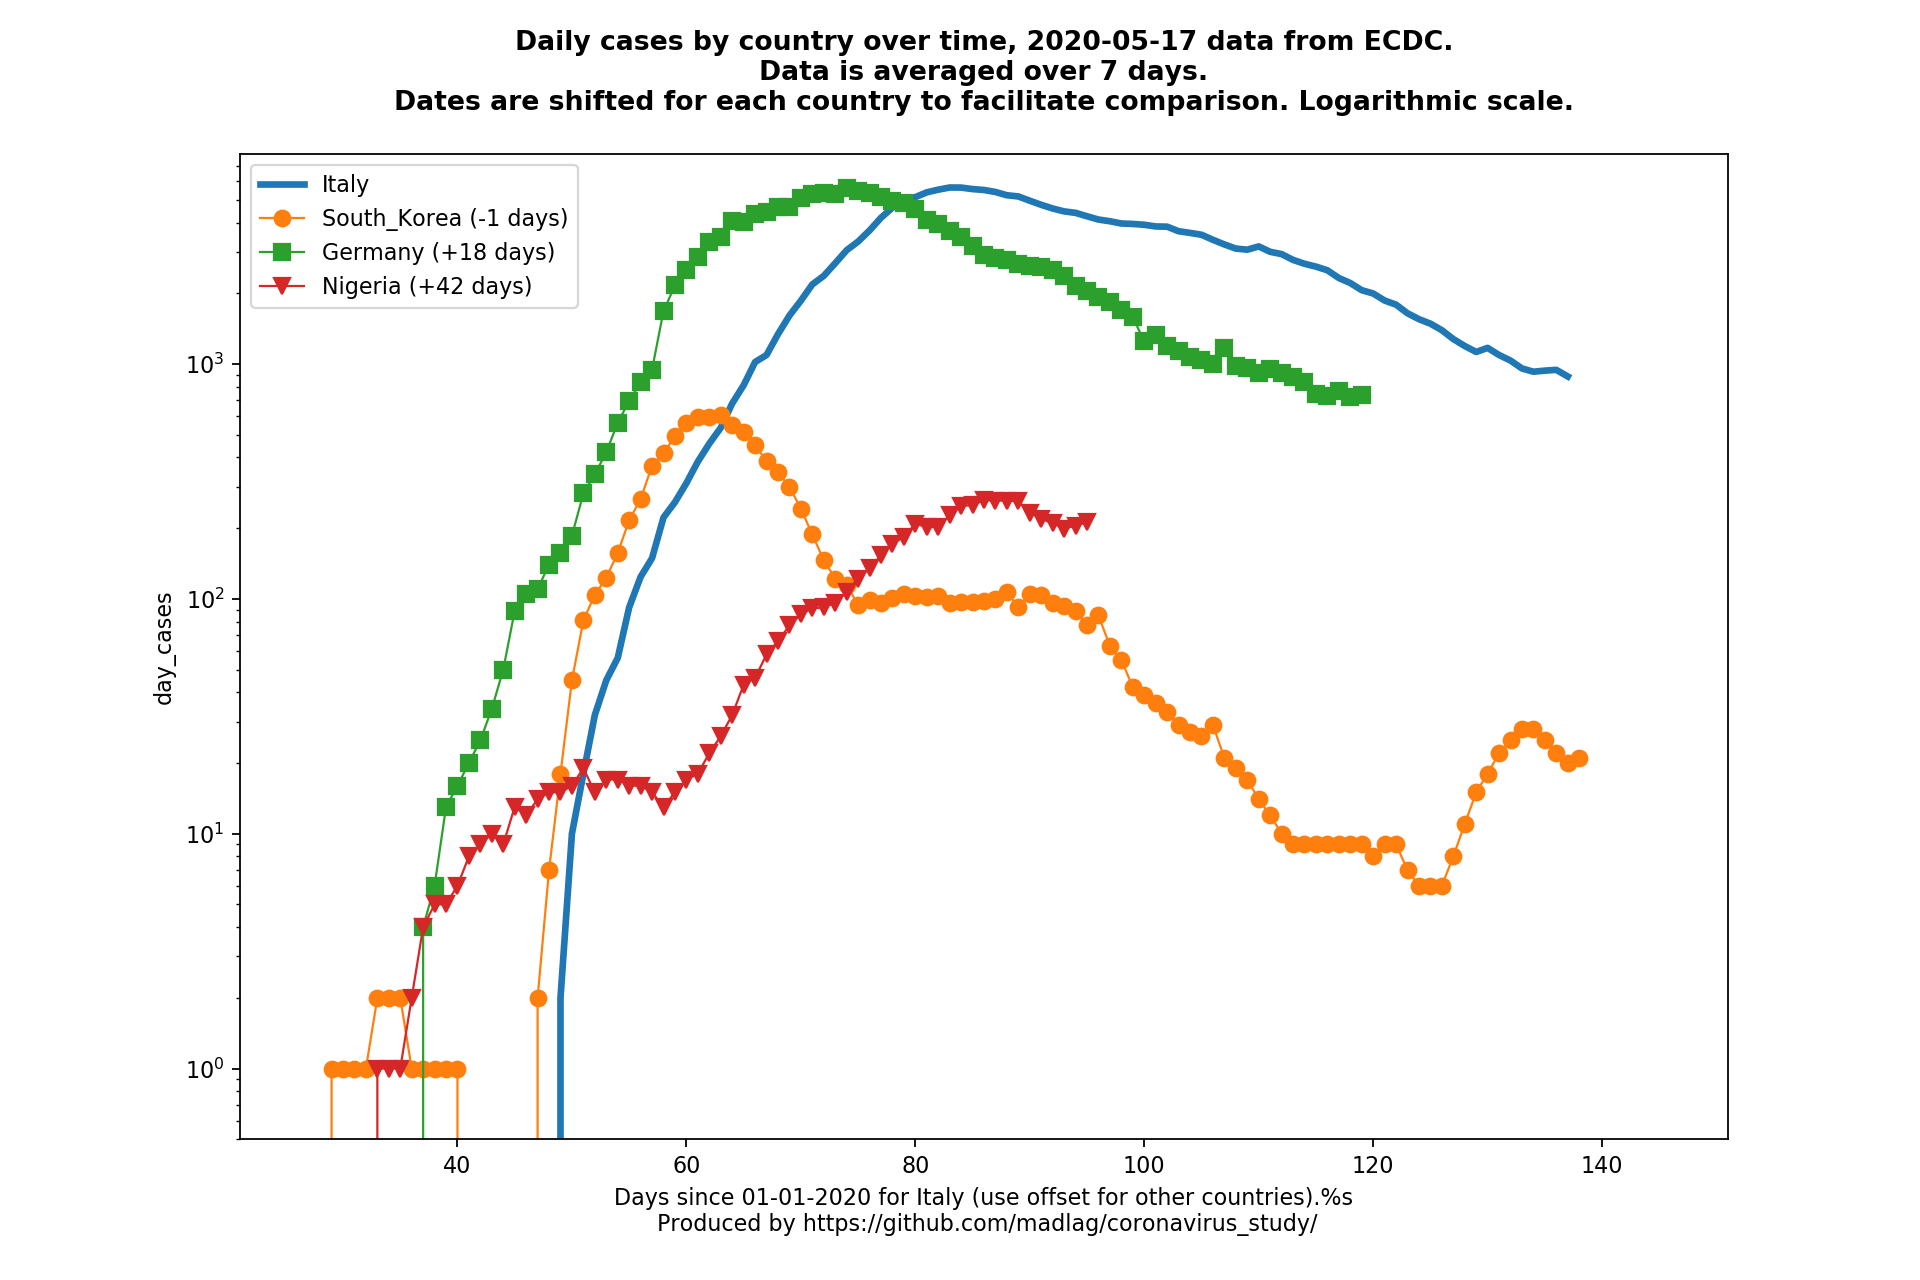 Daily cases by country over time, 2020-05-17 data from ECDC.
Data is averaged over 7 days.
Dates are shifted for each country to facilitate comparison. Logarithmic scale.
Italy
South_Korea (-1 days)
Germany (+18 days)
Nigeria (+42 days)
10³
10²
10¹
10⁰
day_cases
40 60 80 100 120 140
Days since 01-01-2020 for Italy (use offset for other countries).%s
Produced by https://github.com/madlag/coronavirus_study/